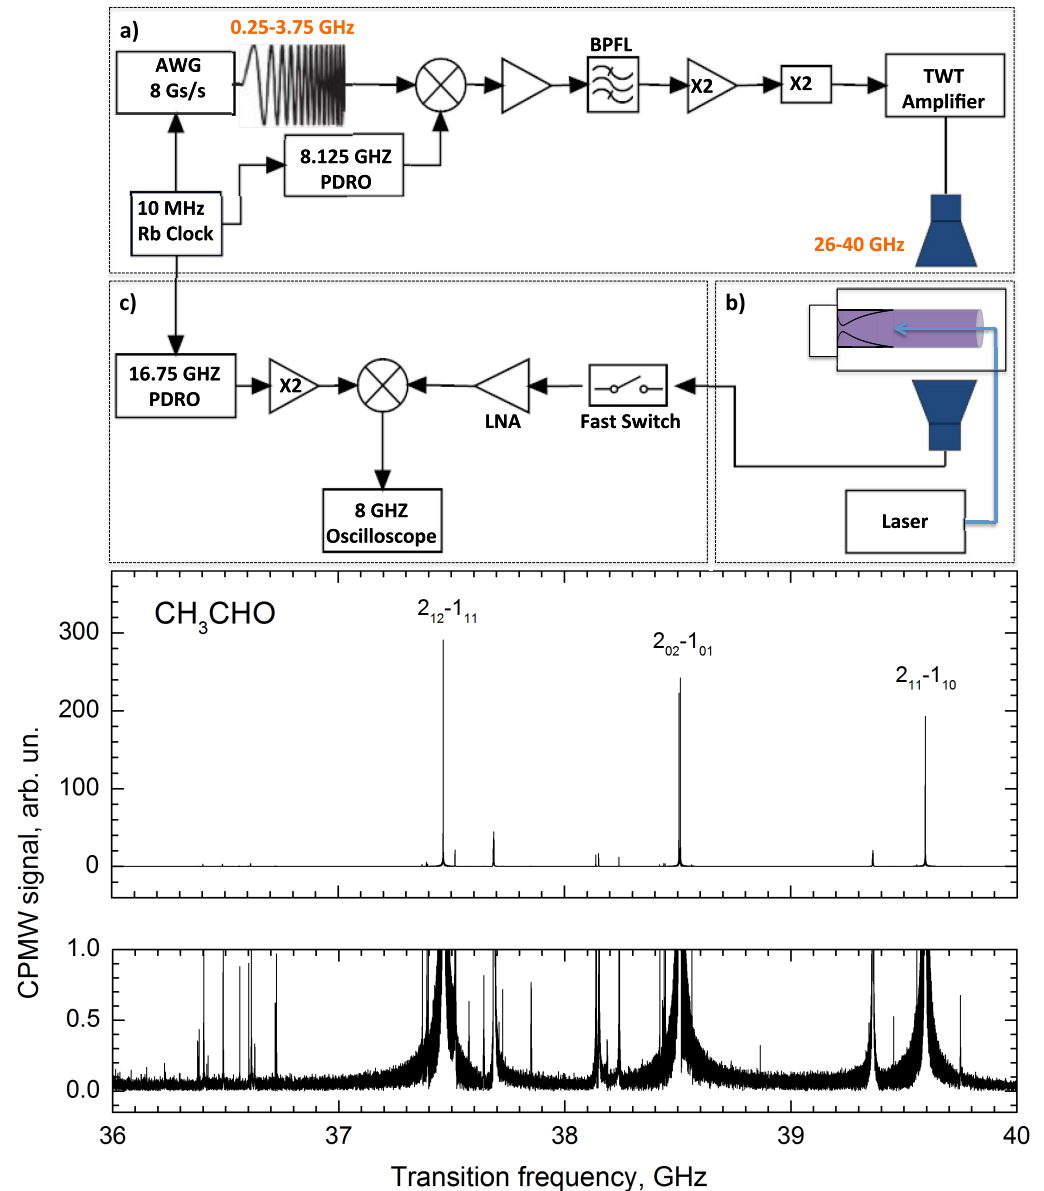 a)
0.25-3.75 GHz
AWG
8 Gs/s
BPFL
X2
X2
TWT
Amplifier
8.125 GHZ
PDRO
10 MHz
Rb Clock
26-40 GHz
c)
b)
16.75 GHZ
PDRO
X2
LNA
Fast Switch
8 GHZ
Oscilloscope
Laser
CH₃CHO
2₁₂-1₁₁
2₀₂-1₀₁
2₁₁-1₁₀
300
200
100
0
CPMW signal, arb. un.
1.0
0.5
0.0
36 37 38 39 40
Transition frequency, GHz